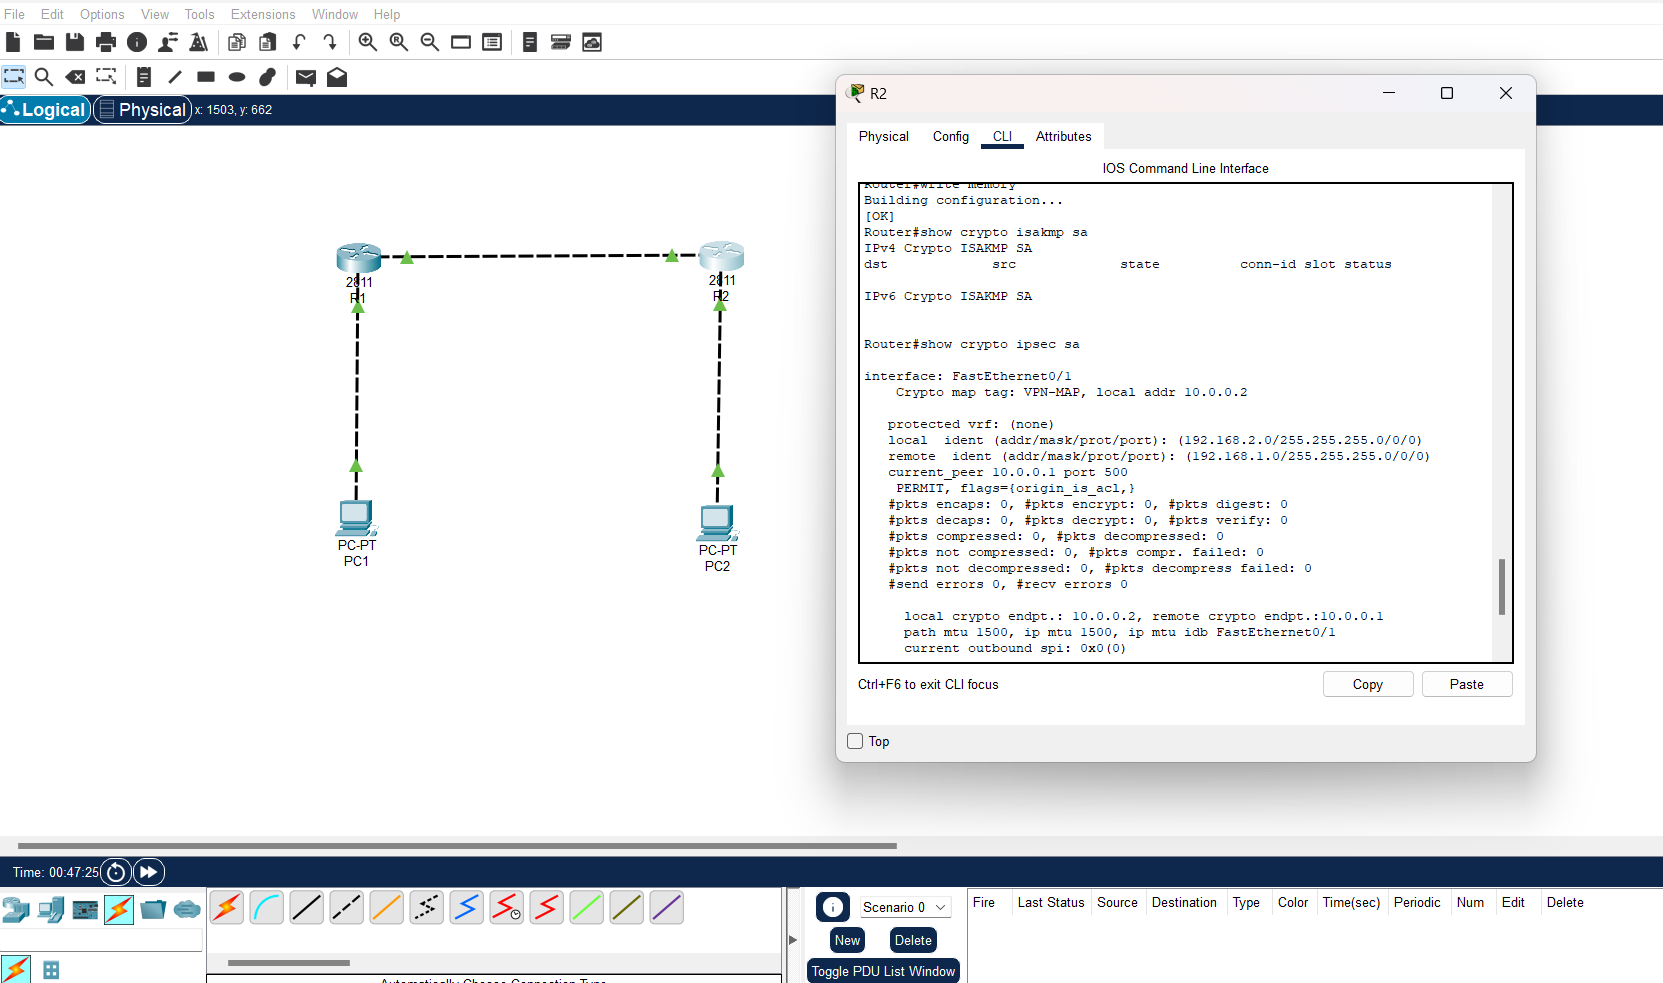 File Edit Options View Tools Extensions Window Help
Logical Physical x: 1503, y: 662
2811
R1
2811
R2
PC-PT
PC1
PC-PT
PC2
R2
Physical Config CLI Attributes
IOS Command Line Interface
Router#write memory
Building configuration...
[OK]
Router#show crypto isakmp sa
IPv4 Crypto ISAKMP SA
dst src state conn-id slot status
IPv6 Crypto ISAKMP SA
Router#show crypto ipsec sa
interface: FastEthernet0/1
Crypto map tag: VPN-MAP, local addr 10.0.0.2
protected vrf: (none)
local ident (addr/mask/prot/port): (192.168.2.0/255.255.255.0/0/0)
remote ident (addr/mask/prot/port): (192.168.1.0/255.255.255.0/0/0)
current_peer 10.0.0.1 port 500
PERMIT, flags={origin_is_acl,}
#pkts encaps: 0, #pkts encrypt: 0, #pkts digest: 0
#pkts decaps: 0, #pkts decrypt: 0, #pkts verify: 0
#pkts compressed: 0, #pkts decompressed: 0
#pkts not compressed: 0, #pkts compr. failed: 0
#pkts not decompressed: 0, #pkts decompress failed: 0
#send errors 0, #recv errors 0
local crypto endpt.: 10.0.0.2, remote crypto endpt.:10.0.0.1
path mtu 1500, ip mtu 1500, ip mtu idb FastEthernet0/1
current outbound spi: 0x0(0)
Ctrl+F6 to exit CLI focus
Copy Paste
Top
Time: 00:47:25
Scenario 0
New Delete
Toggle PDU List Window
Fire Last Status Source Destination Type Color Time(sec) Periodic Num Edit Delete
Automatically Choose Connection Type